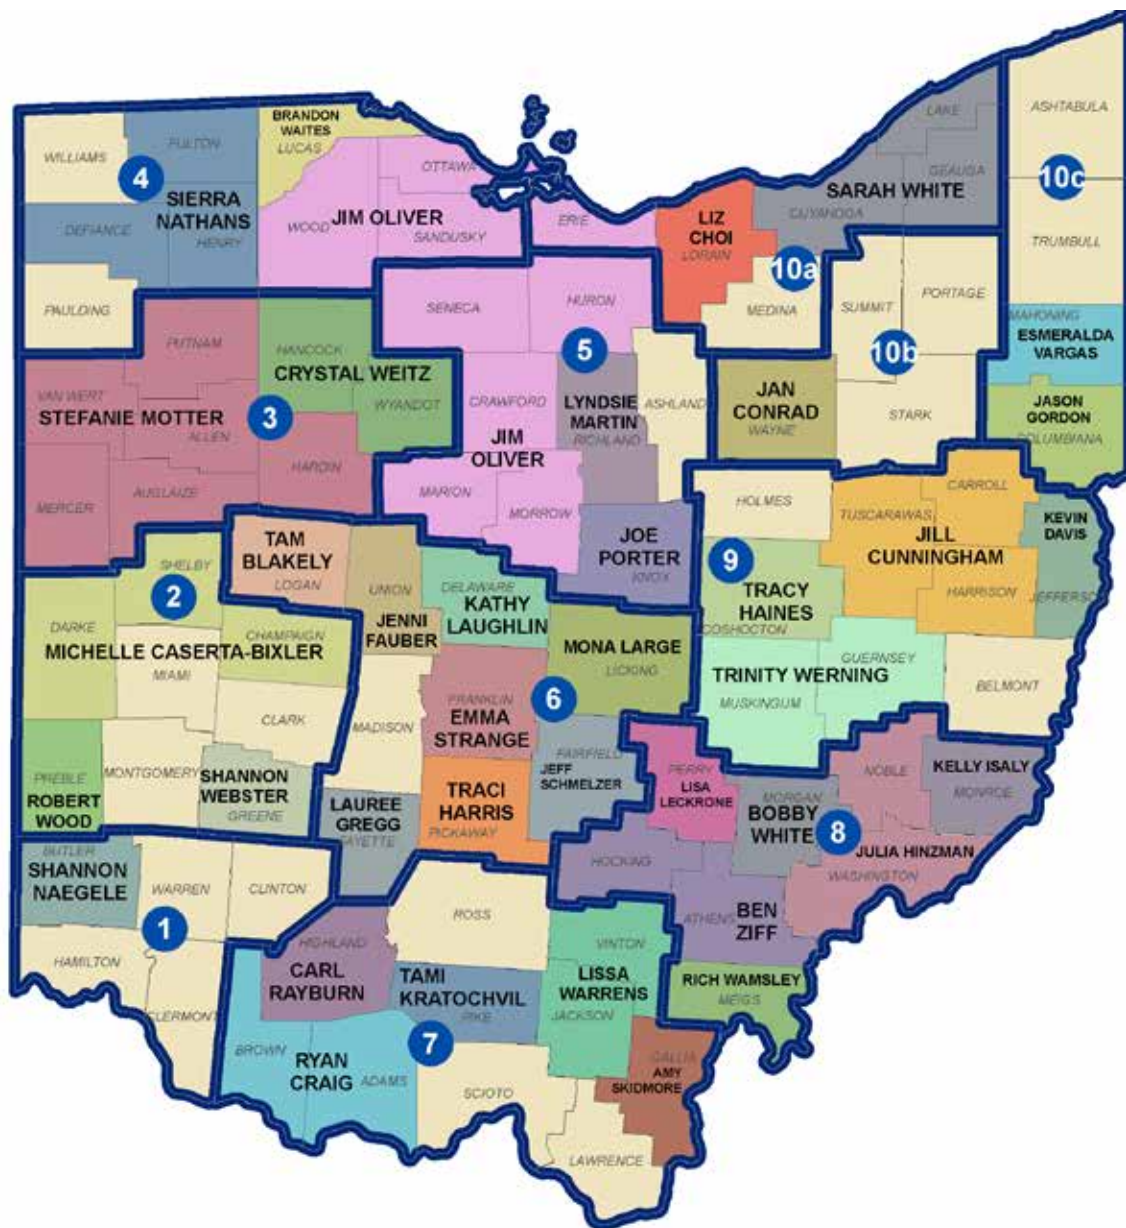 ASHTABULA
LAKE
GEAUGA
10c
BRANDON
WAITES
LUCAS
FULTON
WILLIAMS
4
SIERRA
NATHANS
OTTAWA
SARAH WHITE
CUYAHOGA
JIM OLIVER
WOOD
SANDUSKY
ERIE
LIZ
CHOI
LORAIN
DEFIANCE
HENRY
TRUMBULL
10a
MEDINA
SUMMIT
PORTAGE
PAULDING
SENECA
HURON
MAHONING
ESMERALDA
VARGAS
PUTNAM
HANCOCK
CRYSTAL WEITZ
WYANDOT
5
10b
VAN WERT
STEFANIE MOTTER
ALLEN
3
CRAWFORD
LYNDSIE
MARTIN
RICHLAND
ASHLAND
JAN
CONRAD
WAYNE
STARK
JASON
GORDON
COLUMBIANA
JIM
OLIVER
HARDIN
MERCER
AUGLAIZE
MARION
MORROW
HOLMES
CARROLL
TUSCARAWAS
JILL
CUNNINGHAM
HARRISON
KEVIN
DAVIS
JEFFERSON
TAM
BLAKELY
LOGAN
JOE
PORTER
KNOX
9
TRACY
HAINES
COSHOCTON
SHELBY
2
UNION
JENNI
FAUBER
DELAWARE
KATHY
LAUGHLIN
DARKE
CHAMPAIGN
MICHELLE CASERTA-BIXLER
MIAMI
MONA LARGE
LICKING
TRINITY WERNING
GUERNSEY
MUSKINGUM
BELMONT
CLARK
MADISON
FRANKLIN
EMMA
STRANGE
6
FAIRFIELD
JEFF
SCHMELZER
PREBLE
ROBERT
WOOD
MONTGOMERY
SHANNON
WEBSTER
GREENE
LAUREE
GREGG
FAYETTE
TRACI
HARRIS
PICKAWAY
PERRY
LISA
LECKRONE
MORGAN
BOBBY
WHITE
8
NOBLE
KELLY ISALY
MONROE
JULIA HINZMAN
WASHINGTON
BUTLER
SHANNON
NAEGELE
WARREN
CLINTON
1
HOCKING
ROSS
ATHENS
BEN
ZIFF
HAMILTON
CLERMONT
HIGHLAND
CARL
RAYBURN
TAMI
KRATOCHVIL
PIKE
VINTON
LISSA
WARRENS
JACKSON
RICH WAMSLEY
MEIGS
7
BROWN
RYAN
CRAIG
ADAMS
SCIOTO
GALLIA
AMY
SKIDMORE
LAWRENCE